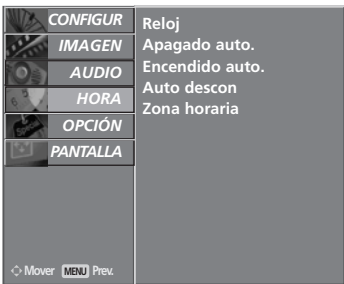 CONFIGUR
IMAGEN
AUDIO
HORA
OPCIÓN
PANTALLA
Reloj
Apagado auto.
Encendido auto.
Auto descon
Zona horaria
Mover MENU Prev.